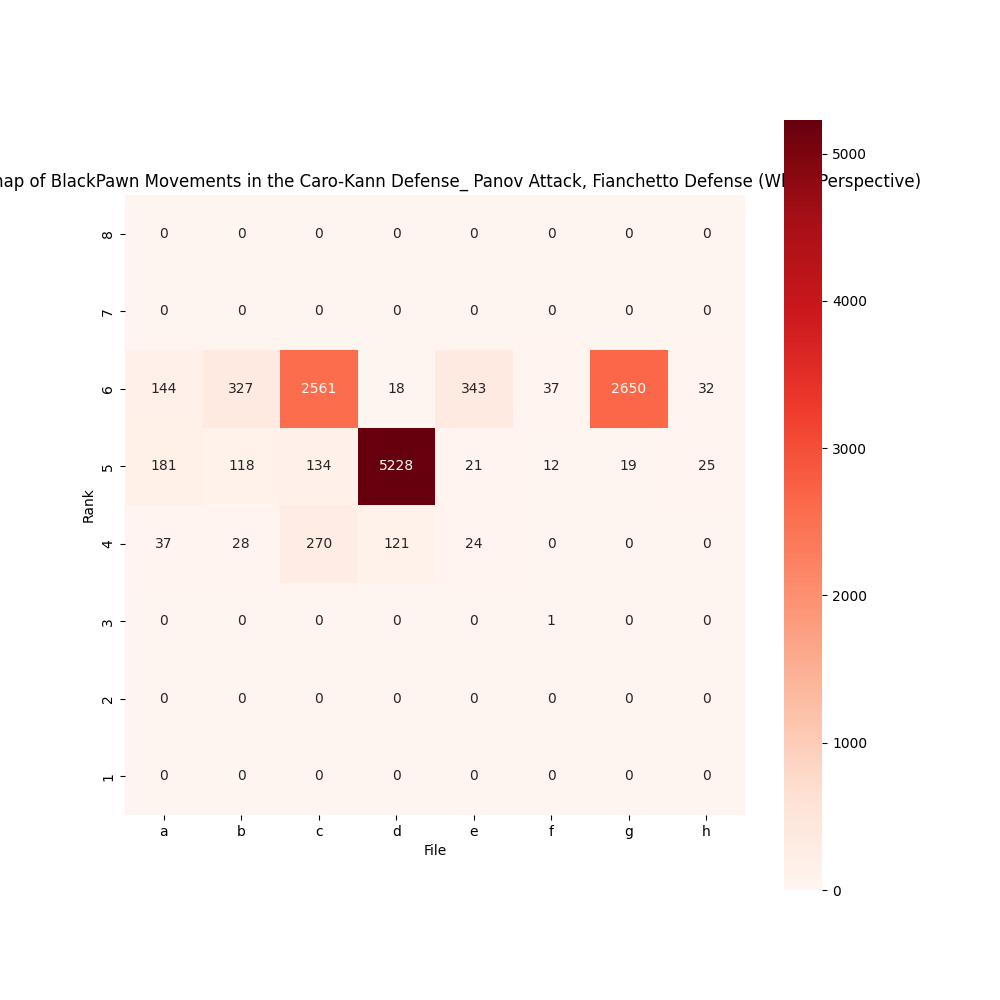 of BlackPawn Movements in the Caro-Kann Defense_ Panov Attack, Fianchetto Defense Perspective)
8 0 0 0 0 0 0 0 0
7 0 0 0 0 0 0 0 0
6 144 327 2561 18 343 37 2650 32
5 181 118 134 5228 21 12 19 25
Rank
4 37 28 270 121 24 0 0 0
3 0 0 0 0 0 1 0 0
2 0 0 0 0 0 0 0 0
1 0 0 0 0 0 0 0 0
a b c d e f g h
File
5000
4000
3000
2000
1000
0